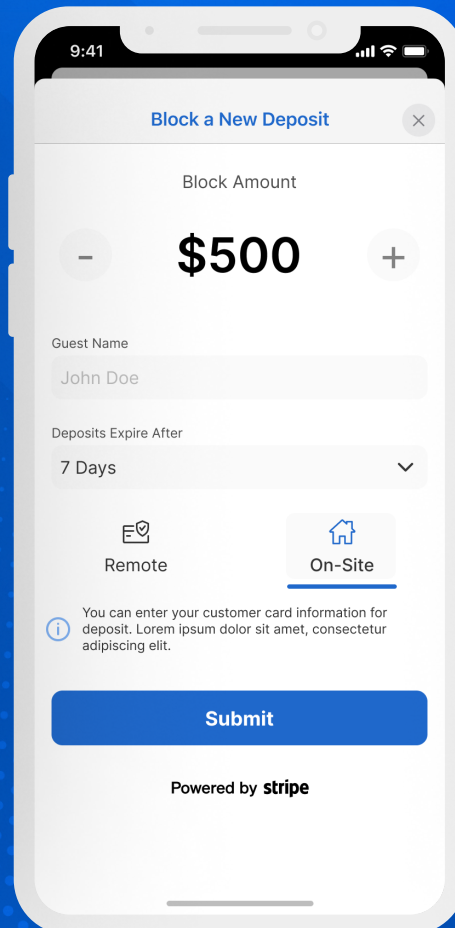 9:41
Block a New Deposit
Block Amount
- $500 +
Guest Name
John Doe
Deposits Expire After
7 Days
Remote On-Site
You can enter your customer card information for
deposit. Lorem ipsum dolor sit amet, consectetur
adipiscing elit.
Submit
Powered by stripe